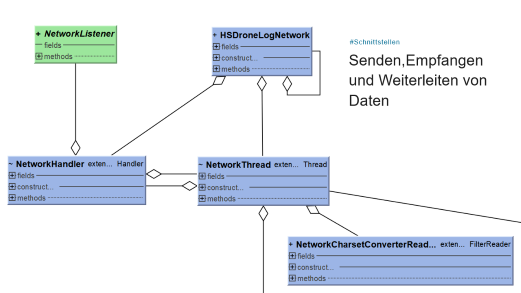 + NetworkListener
fields
methods
+ HSDroneLogNetwork
fields
construct...
methods
#Schnittstellen
Senden,Empfangen
und Weiterleiten von
Daten
~ NetworkHandler exten... Handler
fields
construct...
methods
~ NetworkThread exten... Thread
fields
construct...
methods
+ NetworkCharsetConverterRead... exten... FilterReader
fields
construct...
methods